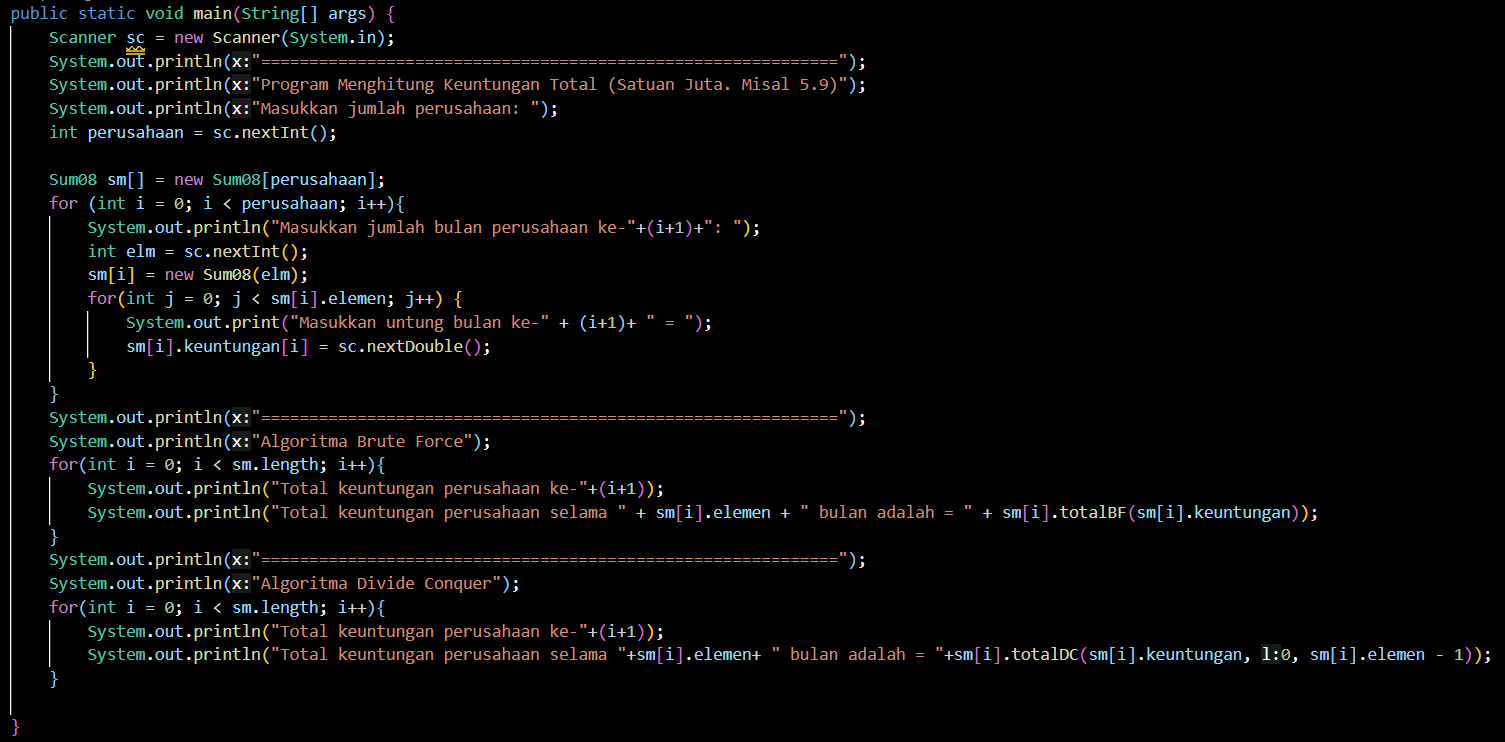 public static void main(String[] args) {
Scanner sc = new Scanner(System.in);
System.out.println(x:"============================================================");
System.out.println(x:"Program Menghitung Keuntungan Total (Satuan Juta. Misal 5.9)");
System.out.println(x:"Masukkan jumlah perusahaan: ");
int perusahaan = sc.nextInt();
Sum08 sm[] = new Sum08[perusahaan];
for (int i = 0; i < perusahaan; i++){
System.out.println("Masukkan jumlah bulan perusahaan ke-"+(i+1)+": ");
int elm = sc.nextInt();
sm[i] = new Sum08(elm);
for(int j = 0; j < sm[i].elemen; j++) {
System.out.print("Masukkan untung bulan ke-" + (i+1)+ " = ");
sm[i].keuntungan[i] = sc.nextDouble();
}
}
System.out.println(x:"============================================================");
System.out.println(x:"Algoritma Brute Force");
for(int i = 0; i < sm.length; i++){
System.out.println("Total keuntungan perusahaan ke-"+(i+1));
System.out.println("Total keuntungan perusahaan selama " + sm[i].elemen + " bulan adalah = " + sm[i].totalBF(sm[i].keuntungan));
}
System.out.println(x:"============================================================");
System.out.println(x:"Algoritma Divide Conquer");
for(int i = 0; i < sm.length; i++){
System.out.println("Total keuntungan perusahaan ke-"+(i+1));
System.out.println("Total keuntungan perusahaan selama "+sm[i].elemen+ " bulan adalah = "+sm[i].totalDC(sm[i].keuntungan, l:0, sm[i].elemen - 1));
}
}